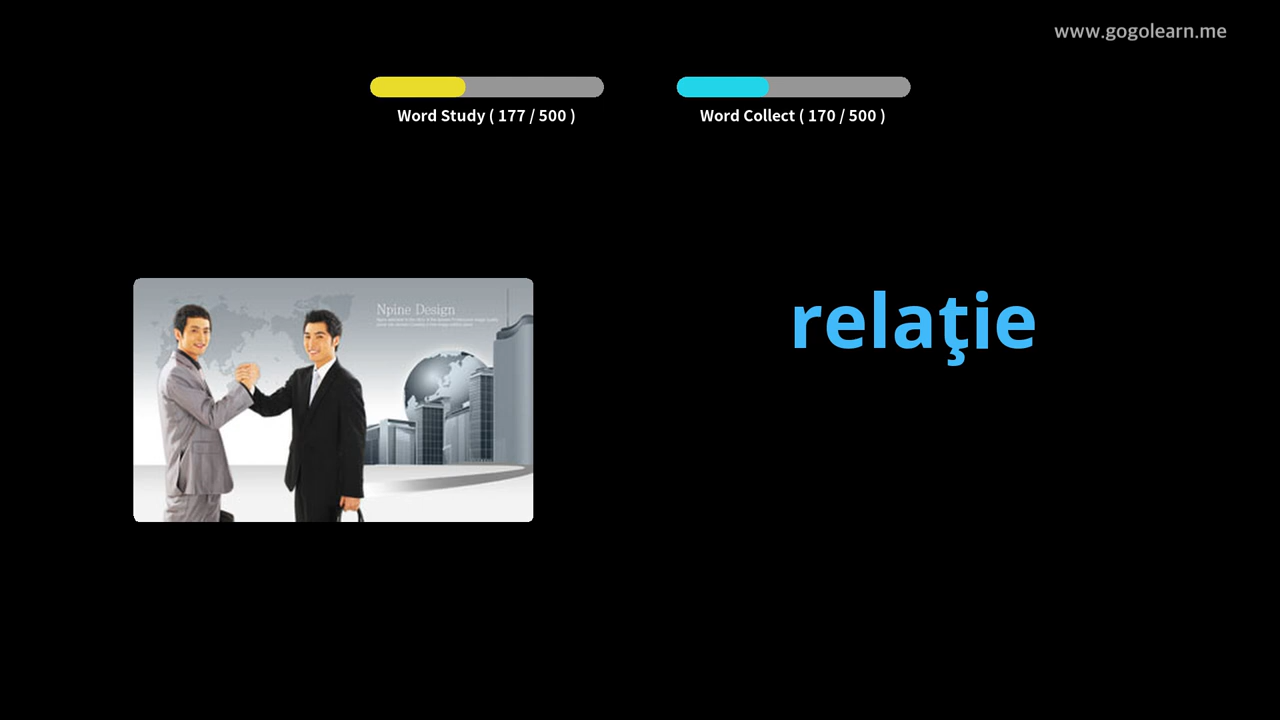 www.gogolearn.me
Word Study ( 177 / 500 )
Word Collect ( 170 / 500 )
Npine Design
relaţie